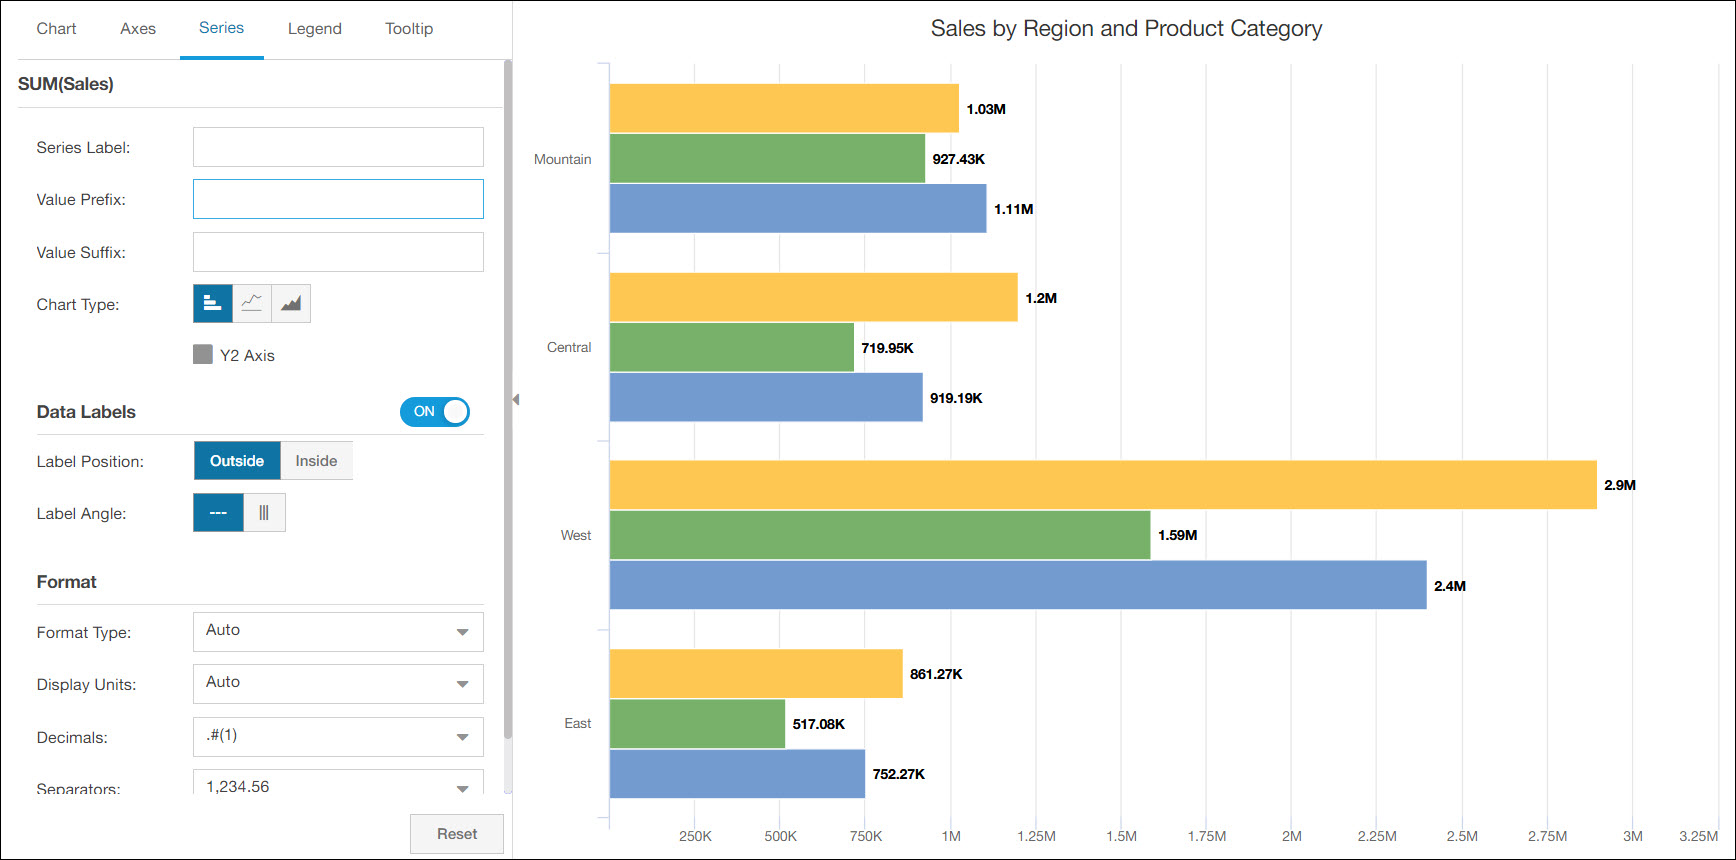 Chart Axes Series Legend Tooltip
SUM(Sales)
Series Label:
Value Prefix:
Value Suffix:
Chart Type:
Y2 Axis
Data Labels ON
Label Position: Outside Inside
Label Angle: --- |||
Format
Format Type: Auto
Display Units: Auto
Decimals: .#(1)
Separators: 1,234.56
Reset
Sales by Region and Product Category
1.03M
Mountain 927.43K
1.11M
1.2M
Central 719.95K
919.19K
2.9M
West 1.59M
2.4M
861.27K
East 517.08K
752.27K
250K 500K 750K 1M 1.25M 1.5M 1.75M 2M 2.25M 2.5M 2.75M 3M 3.25M